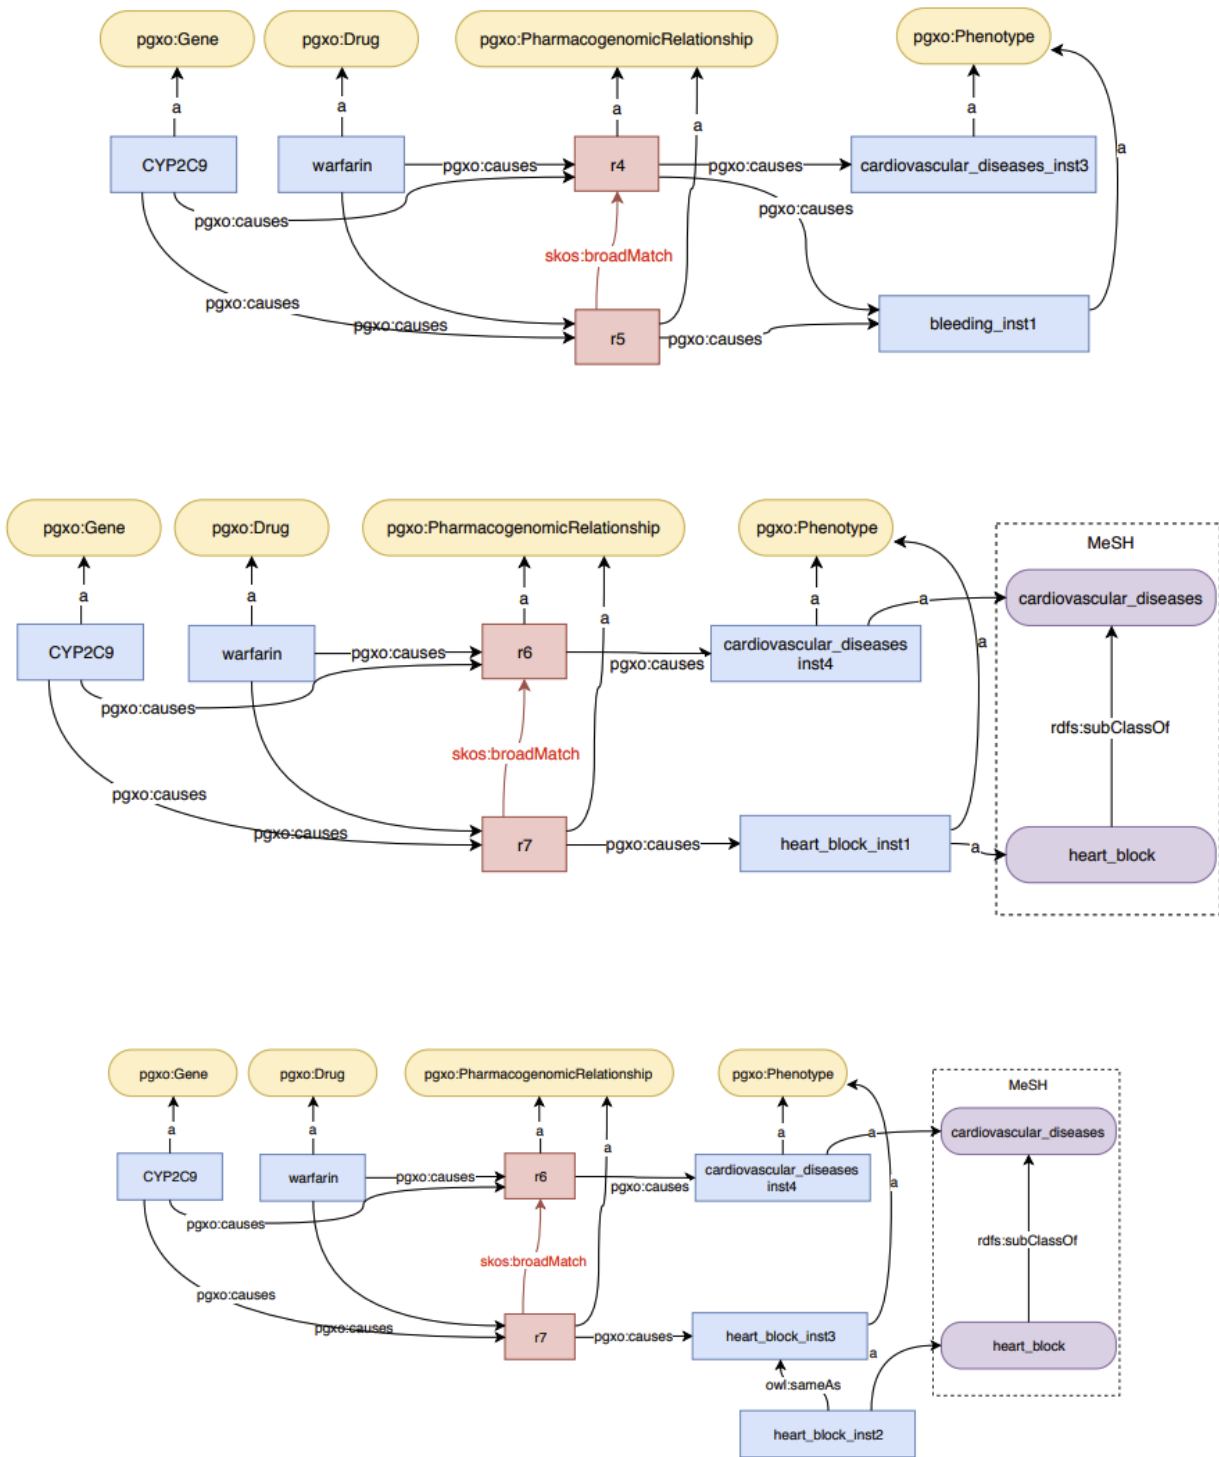 pgxo:Gene
pgxo:Drug
pgxo:PharmacogenomicRelationship
pgxo:Phenotype
a
a
a
a
a
a
CYP2C9
warfarin
pgxo:causes
r4
pgxo:causes
cardiovascular_diseases_inst3
pgxo:causes
pgxo:causes
skos:broadMatch
pgxo:causes
pgxo:causes
r5
pgxo:causes
bleeding_inst1
pgxo:Gene
pgxo:Drug
pgxo:PharmacogenomicRelationship
pgxo:Phenotype
MeSH
a
a
a
a
a
a
a
cardiovascular_diseases
CYP2C9
warfarin
pgxo:causes
r6
pgxo:causes
cardiovascular_diseases
inst4
pgxo:causes
rdfs:subClassOf
skos:broadMatch
pgxo:causes
pgxo:causes
r7
pgxo:causes
heart_block_inst1
a
heart_block
pgxo:Gene
pgxo:Drug
pgxo:PharmacogenomicRelationship
pgxo:Phenotype
MeSH
a
a
a
a
a
a
a
cardiovascular_diseases
CYP2C9
warfarin
pgxo:causes
r6
pgxo:causes
cardiovascular_diseases
inst4
pgxo:causes
rdfs:subClassOf
skos:broadMatch
pgxo:causes
pgxo:causes
r7
pgxo:causes
heart_block_inst3
a
heart_block
owl:sameAs
heart_block_inst2